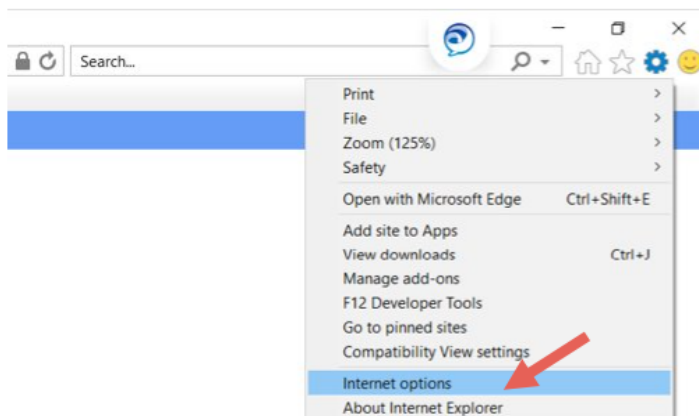 Search...
Print
File
Zoom (125%)
Safety
Open with Microsoft Edge Ctrl+Shift+E
Add site to Apps
View downloads Ctrl+J
Manage add-ons
F12 Developer Tools
Go to pinned sites
Compatibility View settings
Internet options
About Internet Explorer